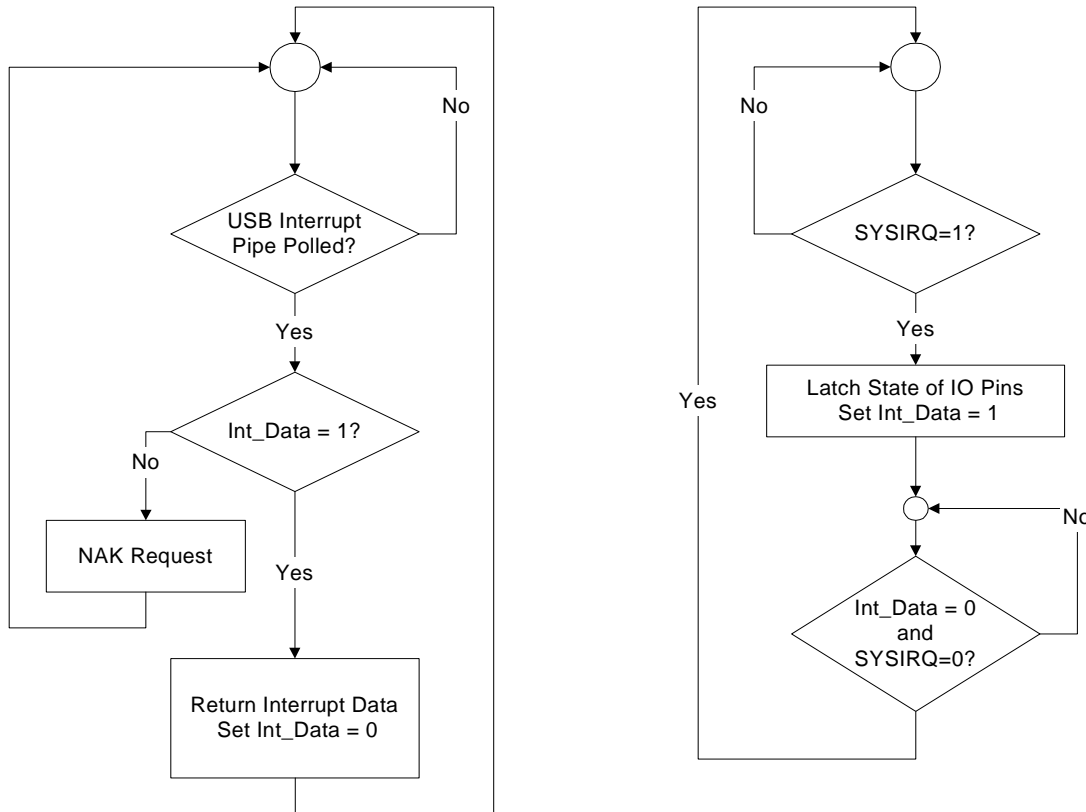 No
USB Interrupt
Pipe Polled?
Yes
Int_Data = 1?
No
NAK Request
Yes
Return Interrupt Data
Set Int_Data = 0
No
SYSIRQ=1?
Yes
Latch State of IO Pins
Set Int_Data = 1
Yes
No
Int_Data = 0
and
SYSIRQ=0?